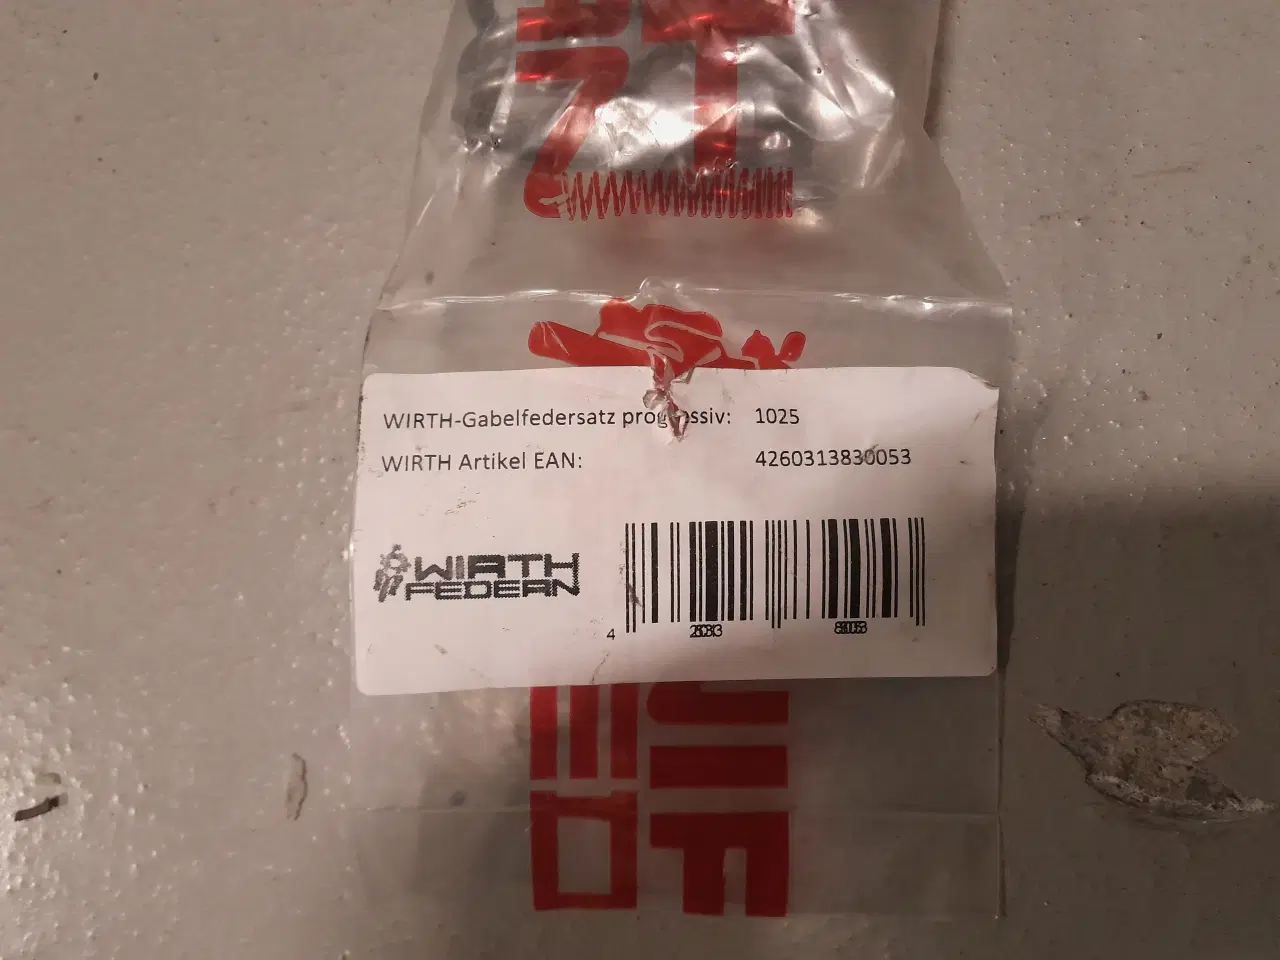 WIRTH-Gabelfedersatz progressiv: 1025
WIRTH Artikel EAN: 4260313830053
WIRTH
FEDERN
4